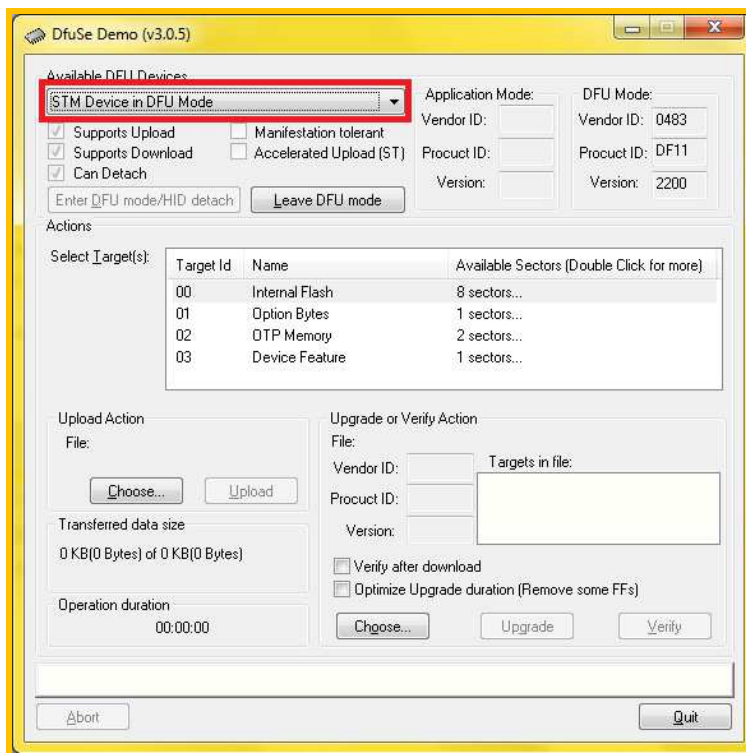 DfuSe Demo (v3.0.5)
Available DFU Devices
STM Device in DFU Mode
Supports Upload
Manifestation tolerant
Supports Download
Accelerated Upload (ST)
Can Detach
Enter DFU mode/HID detach
Leave DFU mode
Application Mode:
Vendor ID:
Procuct ID:
Version:
DFU Mode:
Vendor ID: 0483
Procuct ID: DF11
Version: 2200
Actions
Select Target(s):
Target Id Name Available Sectors (Double Click for more)
00 Internal Flash 8 sectors...
01 Option Bytes 1 sectors...
02 OTP Memory 2 sectors...
03 Device Feature 1 sectors...
Upload Action
File:
Choose...
Upload
Transferred data size
0 KB(0 Bytes) of 0 KB(0 Bytes)
Operation duration
00:00:00
Upgrade or Verify Action
File:
Vendor ID:
Procuct ID:
Version:
Targets in file:
Verify after download
Optimize Upgrade duration (Remove some FFs)
Choose...
Upgrade
Verify
Abort
Quit